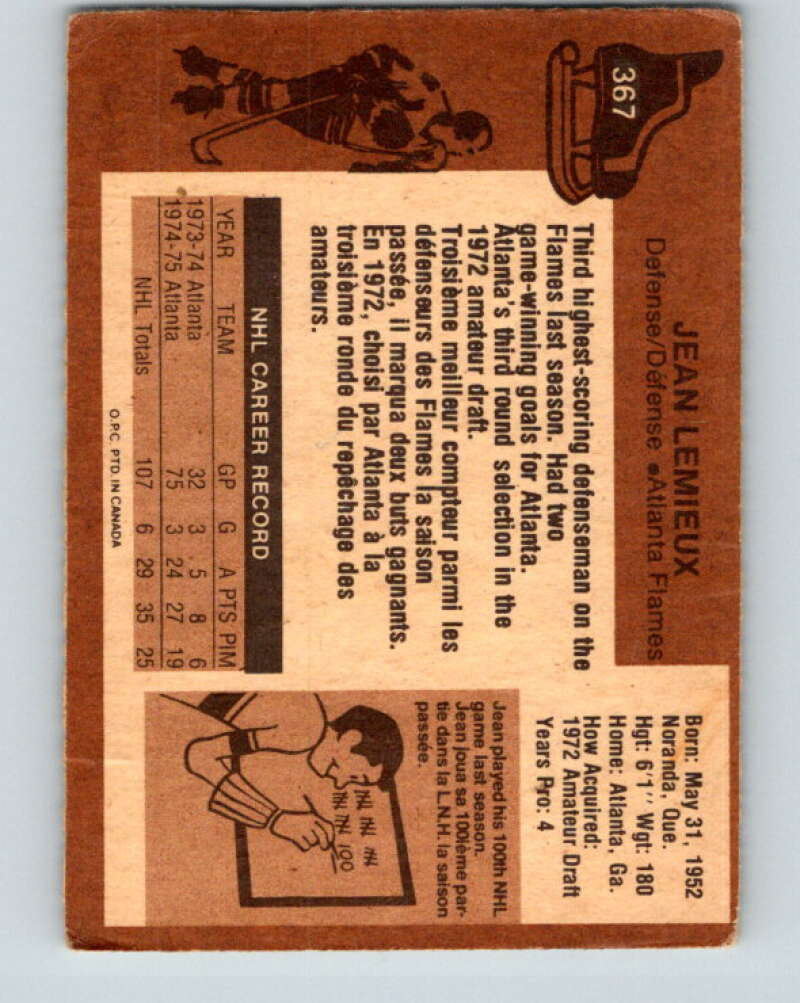 367
JEAN LEMIEUX
Defense/Défense • Atlanta Flames
Third highest-scoring defenseman on the
Flames last season. Had two
game-winning goals for Atlanta.
Atlanta's third round selection in the
1972 amateur draft.
Troisième meilleur compteur parmi les
défenseurs des Flames la saison
passée, il marqua deux buts gagnants.
En 1972, choisi par Atlanta à la
troisième ronde du repêchage des
amateurs.
NHL CAREER RECORD
YEAR TEAM GP G A PTS PIM
1973-74 Atlanta 32 3 5 8 6
1974-75 Atlanta 75 3 24 27 19
NHL Totals 107 6 29 35 25
O.P.C. PTD. IN CANADA
Born: May 31, 1952
Noranda, Que.
Hgt: 6'1'' Wgt: 180
Home: Atlanta, Ga.
How Acquired:
1972 Amateur Draft
Years Pro: 4
Jean played his 100th NHL
game last season.
Jean joua sa 100ième par-
tie dans la L.N.H. la saison
passée.
100